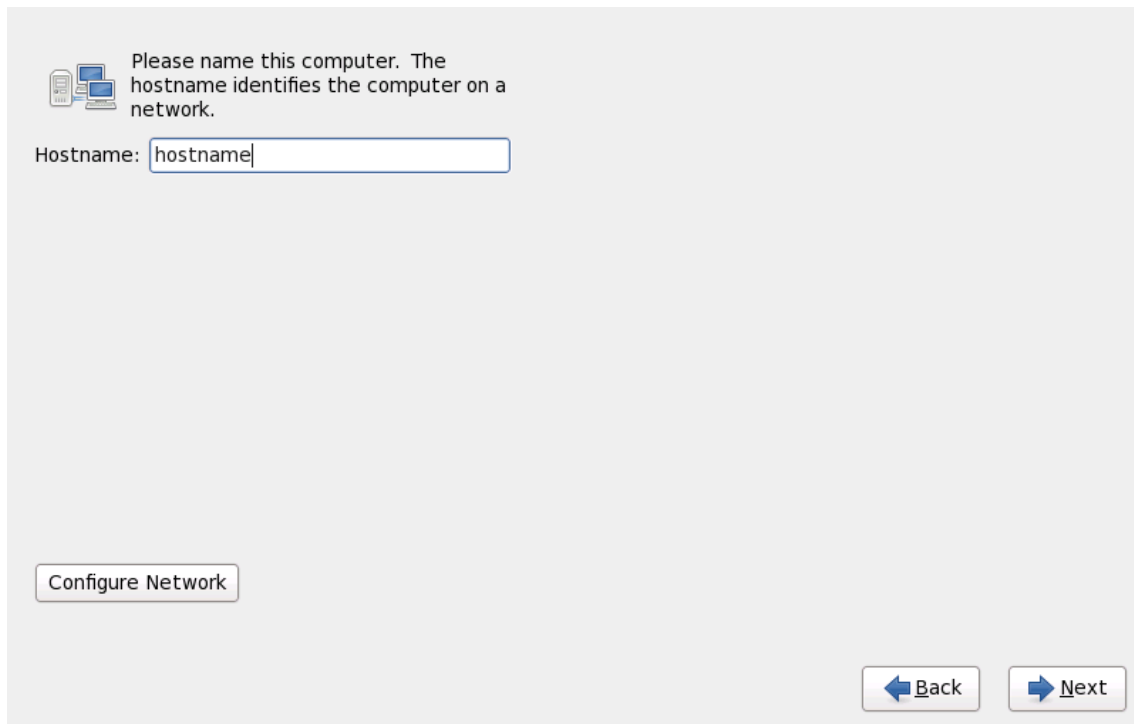 Please name this computer.  The
hostname identifies the computer on a
network.
Hostname: hostname
Configure Network
Back Next